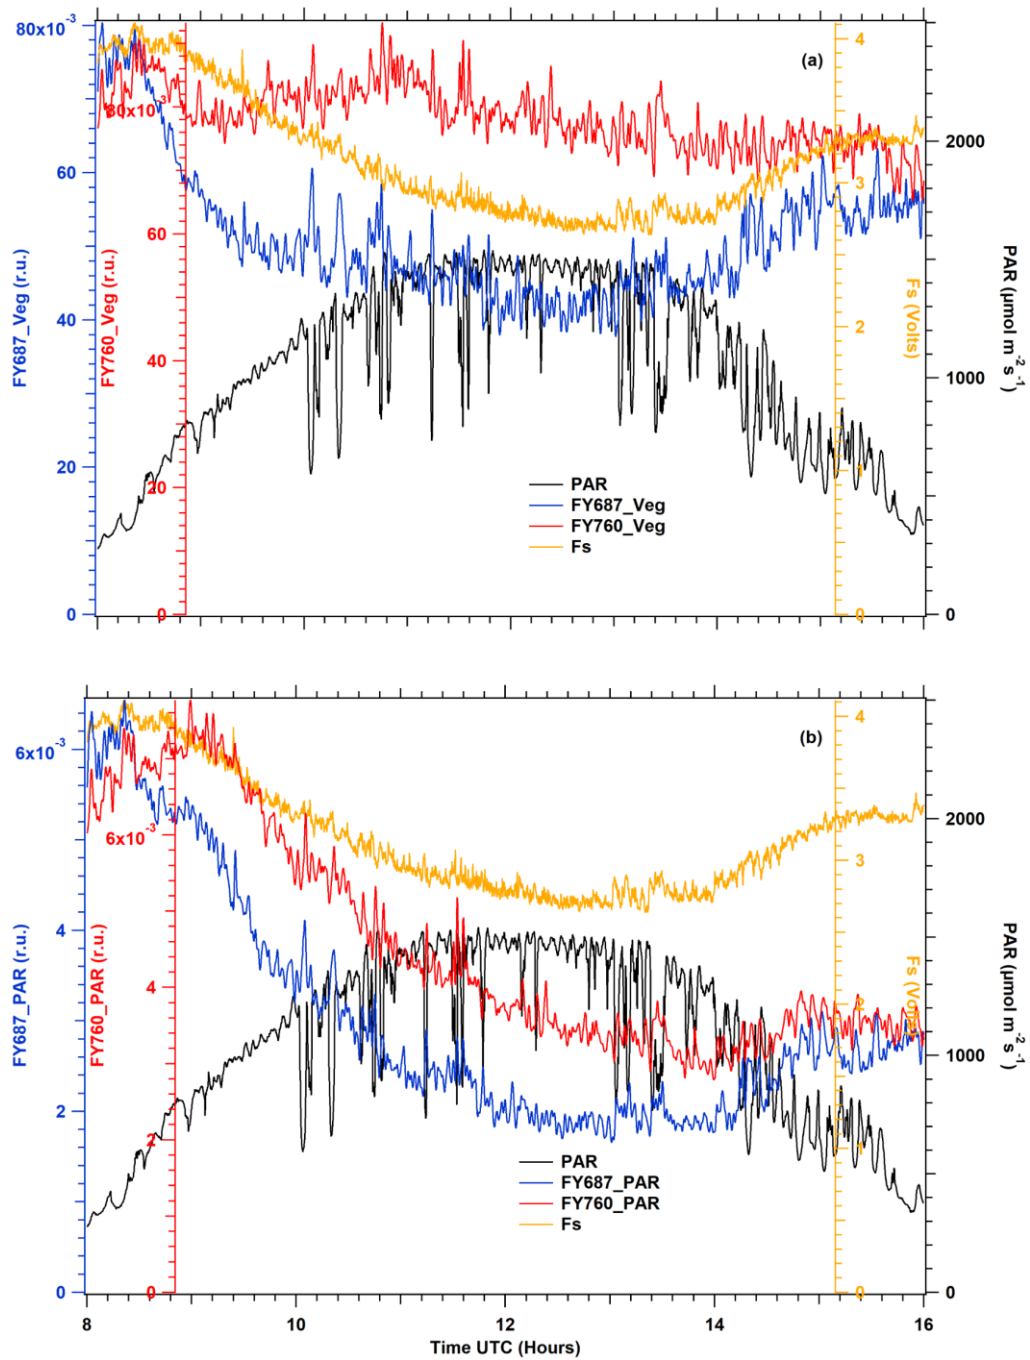 80x10⁻³
60
40
20
0
FY687_Veg (r.u.)
80x10⁻³
60
40
20
0
FY760_Veg (r.u.)
(a)
4
3
2
1
0
Fs (Volts)
2000
1000
0
PAR (µmol m⁻² s⁻¹)
PAR
FY687_Veg
FY760_Veg
Fs
6x10⁻³
4
2
0
FY687_PAR (r.u.)
6x10⁻³
4
2
0
FY760_PAR (r.u.)
(b)
4
3
2
1
0
Fs (Volts)
2000
1000
0
PAR (µmol m⁻² s⁻¹)
PAR
FY687_PAR
FY760_PAR
Fs
8 10 12 14 16
Time UTC (Hours)